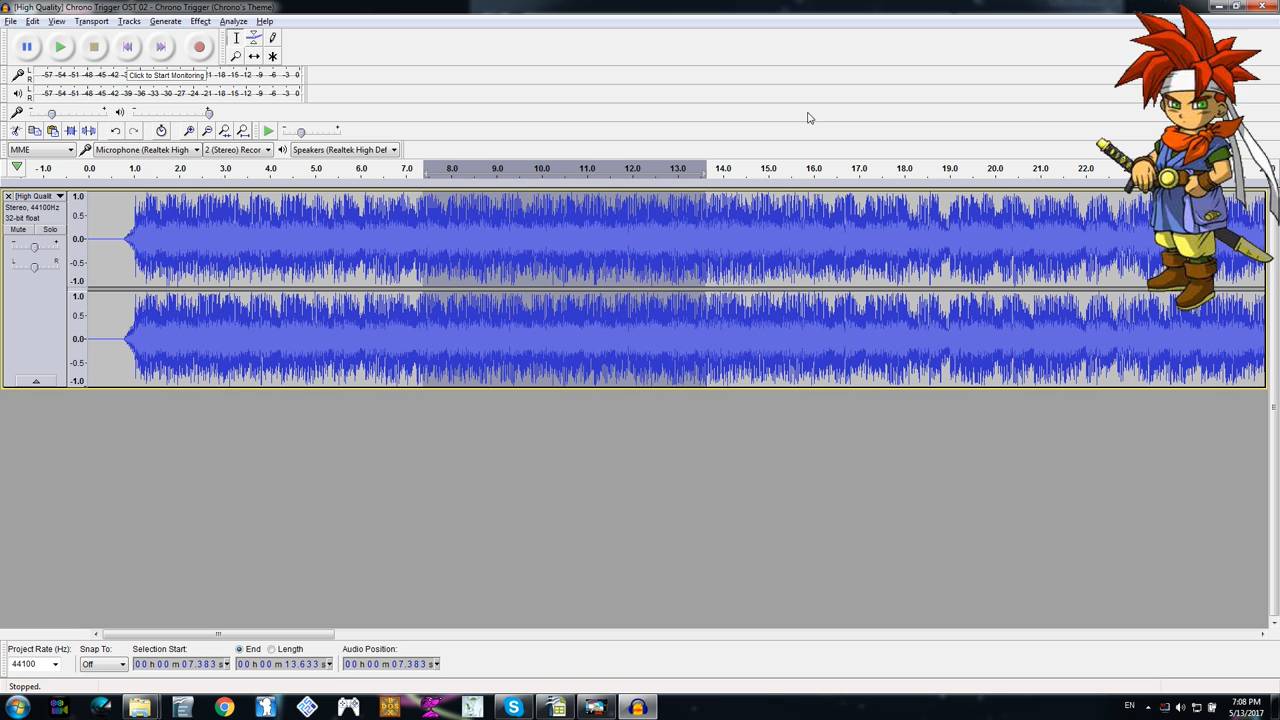 [High Quality] Chrono Trigger OST 02 - Chrono Trigger (Chrono's Theme)
File Edit View Transport Tracks Generate Effect Analyze Help
L
R
-57 -54 -51 -48 -45 -42 -3 Click to Start Monitoring -21 -18 -15 -12 -9 -6 -3 0
L
R
-57 -54 -51 -48 -45 -42 -39 -36 -33 -30 -27 -24 -21 -18 -15 -12 -9 -6 -3 0
- +
- +
- +
MME Microphone (Realtek High 2 (Stereo) Recor Speakers (Realtek High Def
-1.0 0.0 1.0 2.0 3.0 4.0 5.0 6.0 7.0 8.0 9.0 10.0 11.0 12.0 13.0 14.0 15.0 16.0 17.0 18.0 19.0 20.0 21.0 22.0
[High Qualit
Stereo, 44100Hz
32-bit float
Mute Solo
- +
L R
1.0
0.5
0.0
-0.5
-1.0
1.0
0.5
0.0
-0.5
-1.0
Project Rate (Hz): Snap To: Selection Start: End Length Audio Position:
44100 Off 00 h 00 m 07.383 s 00 h 00 m 13.633 s 00 h 00 m 07.383 s
Stopped.
EN
7:08 PM
5/13/2017